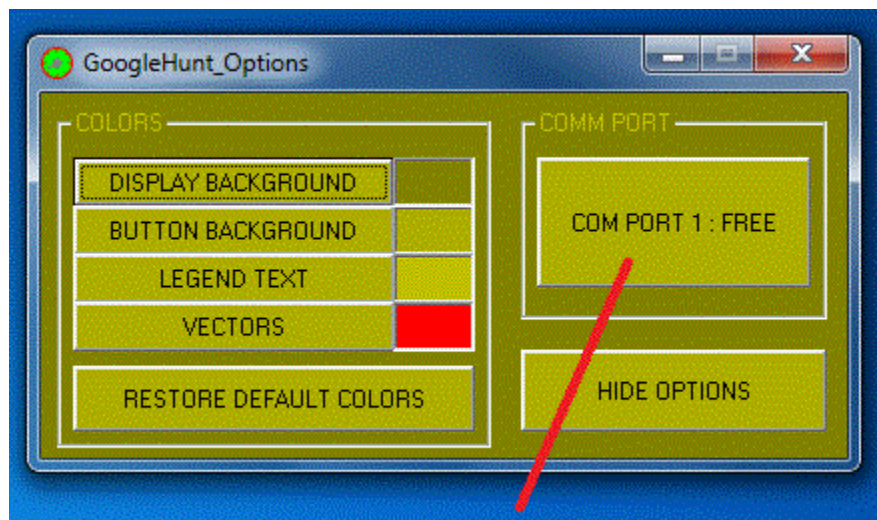 GoogleHunt_Options
COLORS
DISPLAY BACKGROUND
BUTTON BACKGROUND
LEGEND TEXT
VECTORS
RESTORE DEFAULT COLORS
COMM PORT
COM PORT 1 : FREE
HIDE OPTIONS